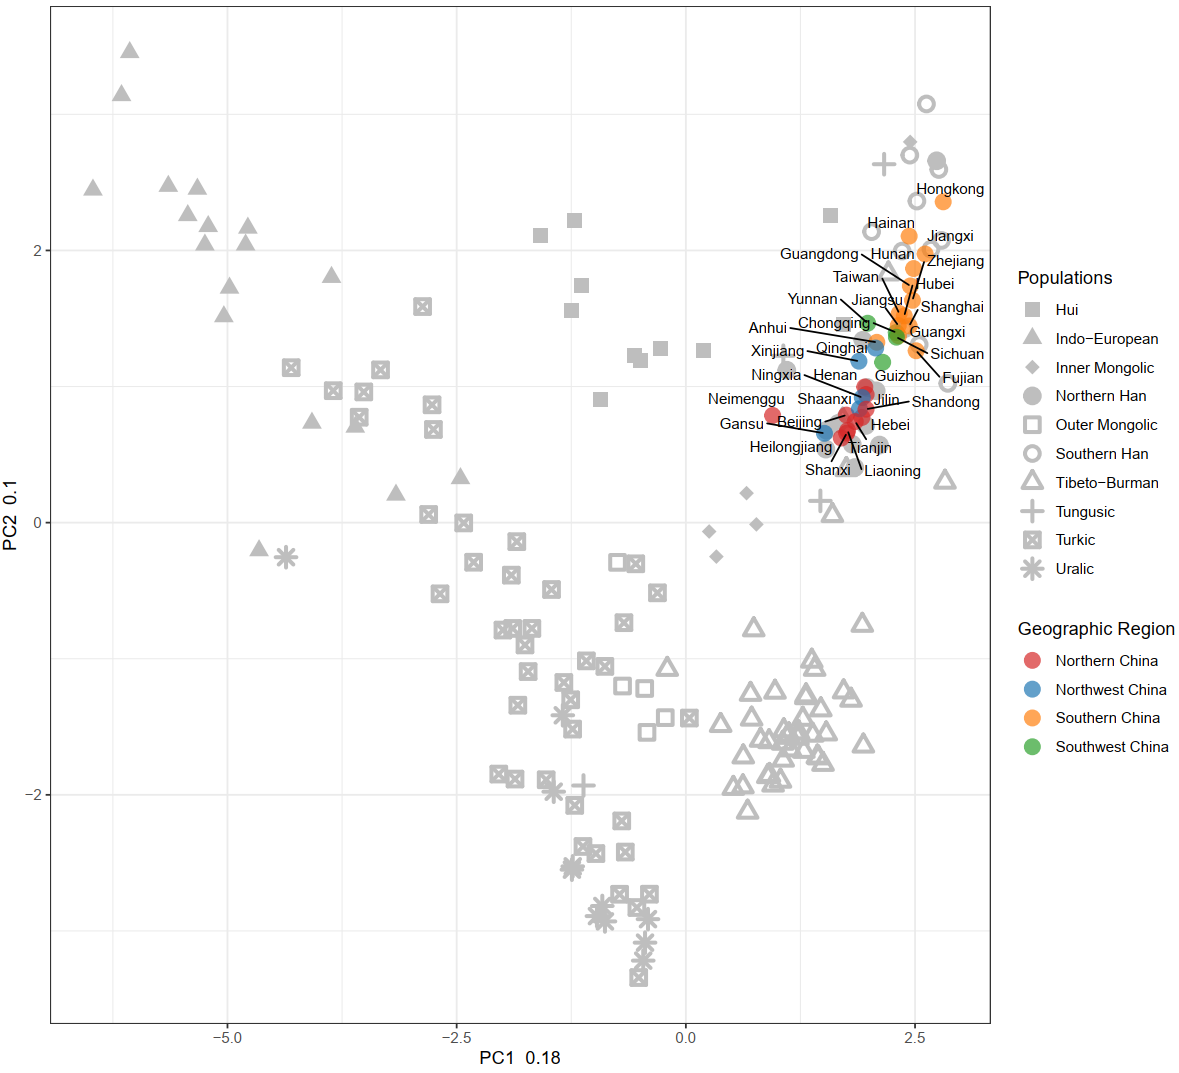 Hongkong
Hainan
Jiangxi
Guangdong
Hunan
Zhejiang
Taiwan
Hubei
Yunnan
Jiangsu
Shanghai
Chongqing
Anhui
Guangxi
Xinjiang
Qinghai
Sichuan
Ningxia
Henan
Guizhou
Fujian
Neimenggu
Shaanxi
Jilin
Shandong
Gansu
Beijing
Hebei
Heilongjiang
Tianjin
Shanxi
Liaoning
2
0
−2
−5.0
−2.5
0.0
2.5
PC1 0.18
PC2 0.1
Populations
Hui
Indo−European
Inner Mongolic
Northern Han
Outer Mongolic
Southern Han
Tibeto−Burman
Tungusic
Turkic
Uralic
Geographic Region
Northern China
Northwest China
Southern China
Southwest China